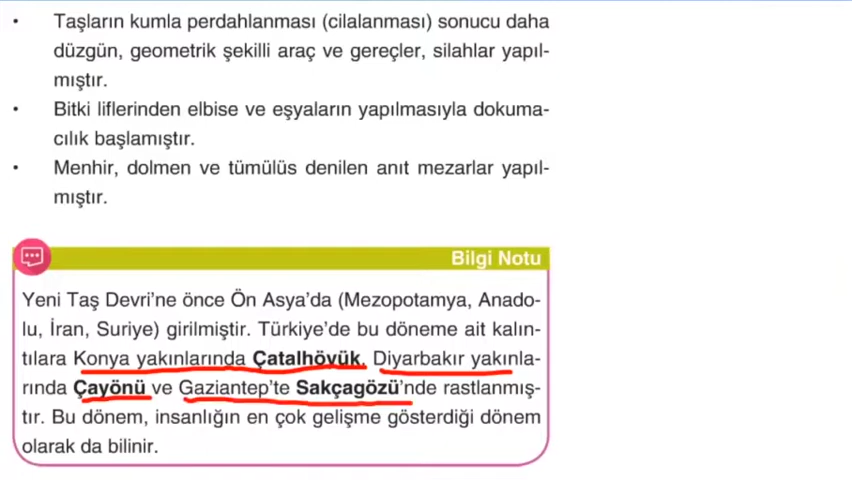 • Taşların kumla perdahlanması (cilalanması) sonucu daha
düzgün, geometrik şekilli araç ve gereçler, silahlar yapıl-
mıştır.
• Bitki liflerinden elbise ve eşyaların yapılmasıyla dokuma-
cılık başlamıştır.
• Menhir, dolmen ve tümülüs denilen anıt mezarlar yapıl-
mıştır.
Bilgi Notu
Yeni Taş Devri’ne önce Ön Asya’da (Mezopotamya, Anado-
lu, İran, Suriye) girilmiştir. Türkiye’de bu döneme ait kalın-
tılara Konya yakınlarında Çatalhöyük, Diyarbakır yakınla-
rında Çayönü ve Gaziantep’te Sakçagözü’nde rastlanmış-
tır. Bu dönem, insanlığın en çok gelişme gösterdiği dönem
olarak da bilinir.